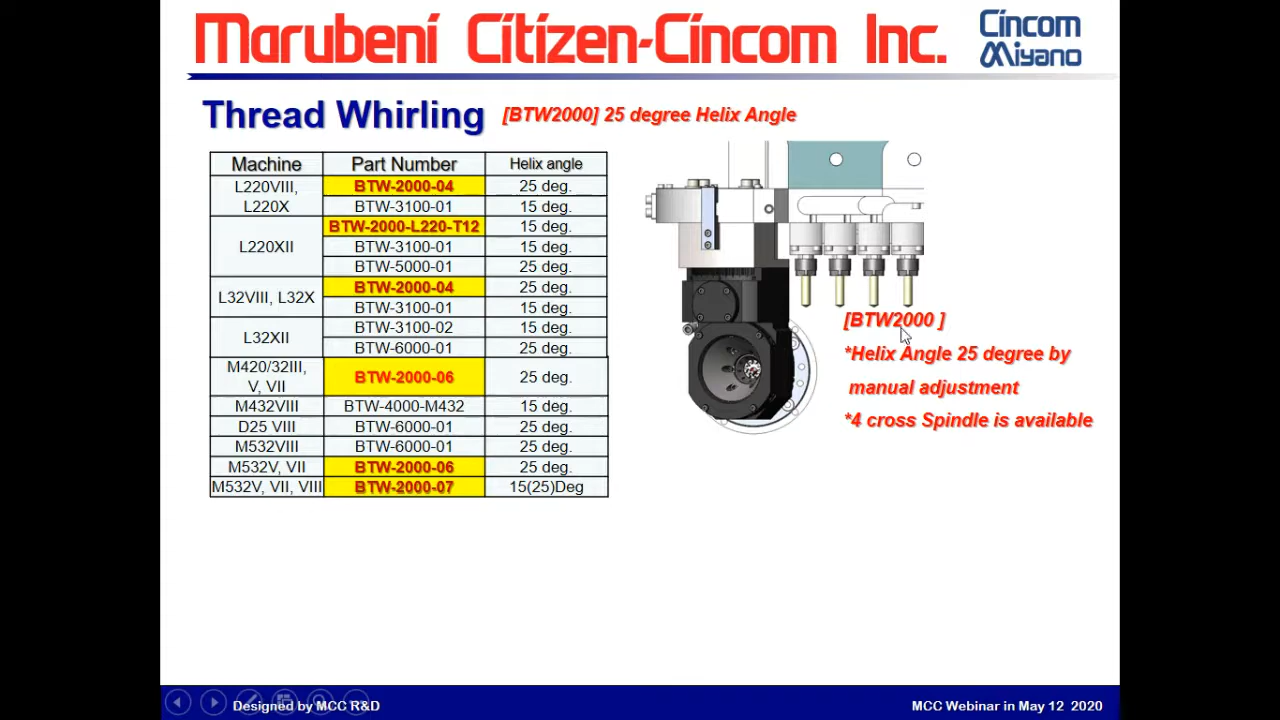 Marubeni Citizen-Cincom Inc.
Cincom
Miyano
Thread Whirling [BTW2000] 25 degree Helix Angle
Machine Part Number Helix angle
L220VIII, L220X BTW-2000-04 25 deg.
BTW-3100-01 15 deg.
L220XII BTW-2000-L220-T12 15 deg.
BTW-3100-01 15 deg.
BTW-5000-01 25 deg.
L32VIII, L32X BTW-2000-04 25 deg.
BTW-3100-01 15 deg.
L32XII BTW-3100-02 15 deg.
BTW-6000-01 25 deg.
M420/32III, V, VII BTW-2000-06 25 deg.
M432VIII BTW-4000-M432 15 deg.
D25 VIII BTW-6000-01 25 deg.
M532VIII BTW-6000-01 25 deg.
M532V, VII BTW-2000-06 25 deg.
M532V, VII, VIII BTW-2000-07 15(25)Deg
[BTW2000 ]
*Helix Angle 25 degree by
manual adjustment
*4 cross Spindle is available
Designed by MCC R&D
MCC Webinar in May 12 2020